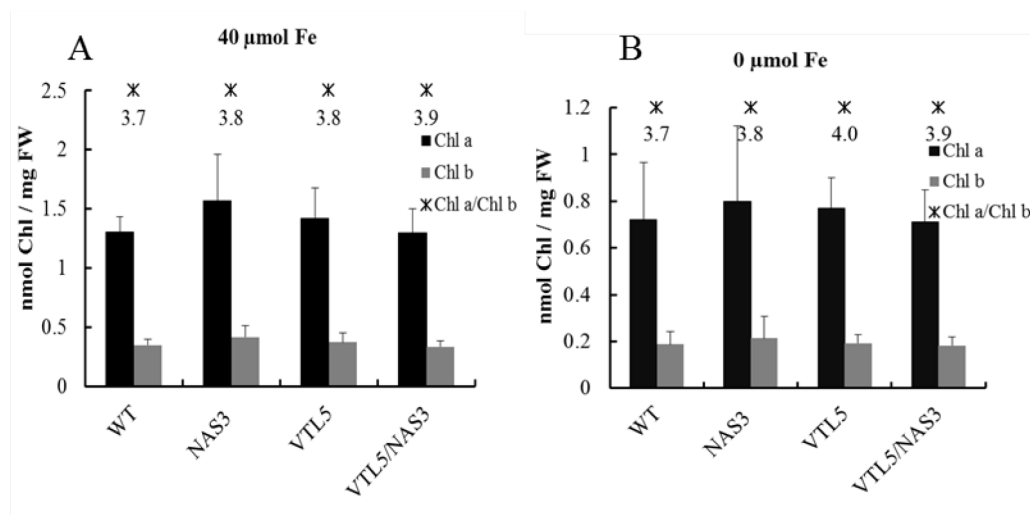 A
40 µmol Fe
nmol Chl / mg FW
2.5
2
1.5
1
0.5
0
3.7 3.8 3.8 3.9
Chl a
Chl b
Chl a/Chl b
WT NAS3 VTL5 VTL5/NAS3
B
0 µmol Fe
nmol Chl / mg FW
1.2
1
0.8
0.6
0.4
0.2
0
3.7 3.8 4.0 3.9
Chl a
Chl b
Chl a/Chl b
WT NAS3 VTL5 VTL5/NAS3